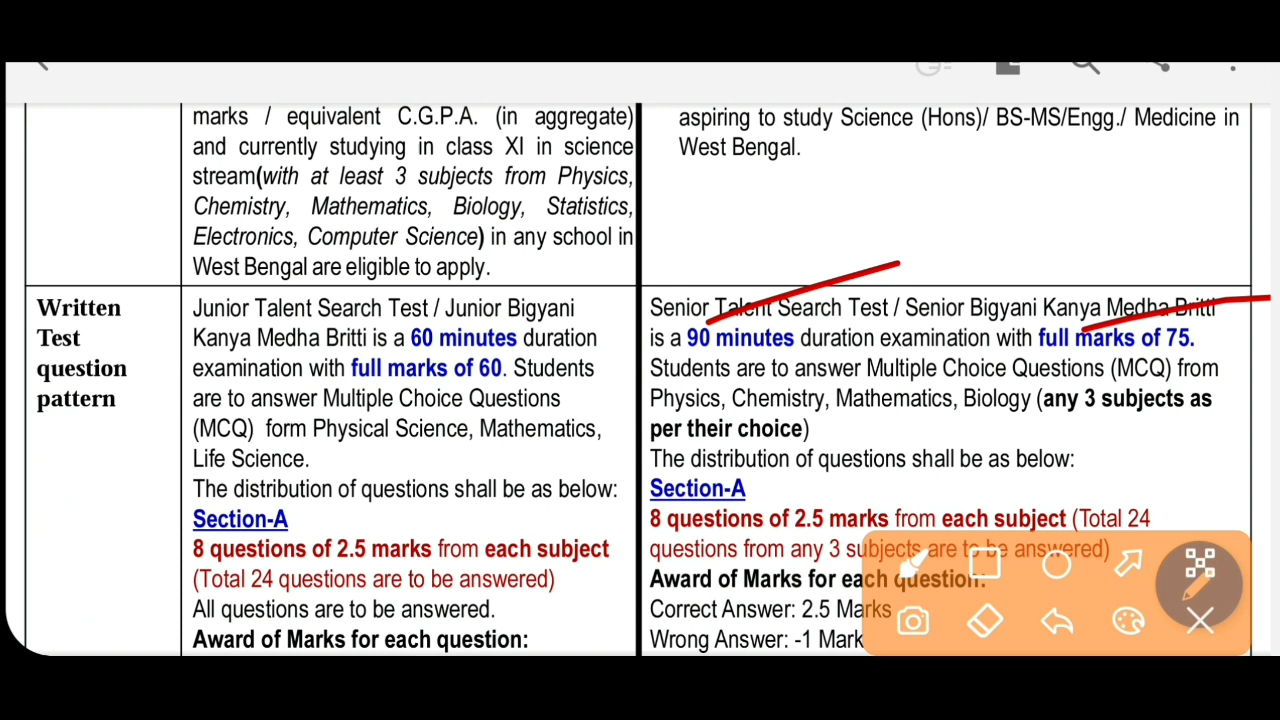 marks / equivalent C.G.P.A. (in aggregate)
and currently studying in class XI in science
stream(with at least 3 subjects from Physics,
Chemistry, Mathematics, Biology, Statistics,
Electronics, Computer Science) in any school in
West Bengal are eligible to apply.
aspiring to study Science (Hons)/ BS-MS/Engg./ Medicine in
West Bengal.
Written
Test
question
pattern
Junior Talent Search Test / Junior Bigyani
Kanya Medha Britti is a 60 minutes duration
examination with full marks of 60. Students
are to answer Multiple Choice Questions
(MCQ) form Physical Science, Mathematics,
Life Science.
The distribution of questions shall be as below:
Section-A
8 questions of 2.5 marks from each subject
(Total 24 questions are to be answered)
All questions are to be answered.
Award of Marks for each question:
Senior Talent Search Test / Senior Bigyani Kanya Medha Britti
is a 90 minutes duration examination with full marks of 75.
Students are to answer Multiple Choice Questions (MCQ) from
Physics, Chemistry, Mathematics, Biology (any 3 subjects as
per their choice)
The distribution of questions shall be as below:
Section-A
8 questions of 2.5 marks from each subject (Total 24
questions from any 3 subjects are to be answered)
Award of Marks for each question:
Correct Answer: 2.5 Marks
Wrong Answer: -1 Mark